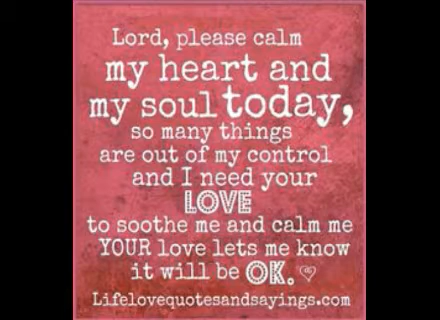 Lord, please calm
my heart and
my soul today,
so many things
are out of my control
and I need your
LOVE
to soothe me and calm me
YOUR love lets me know
it will be OK.
Lifelovequotesandsayings.com